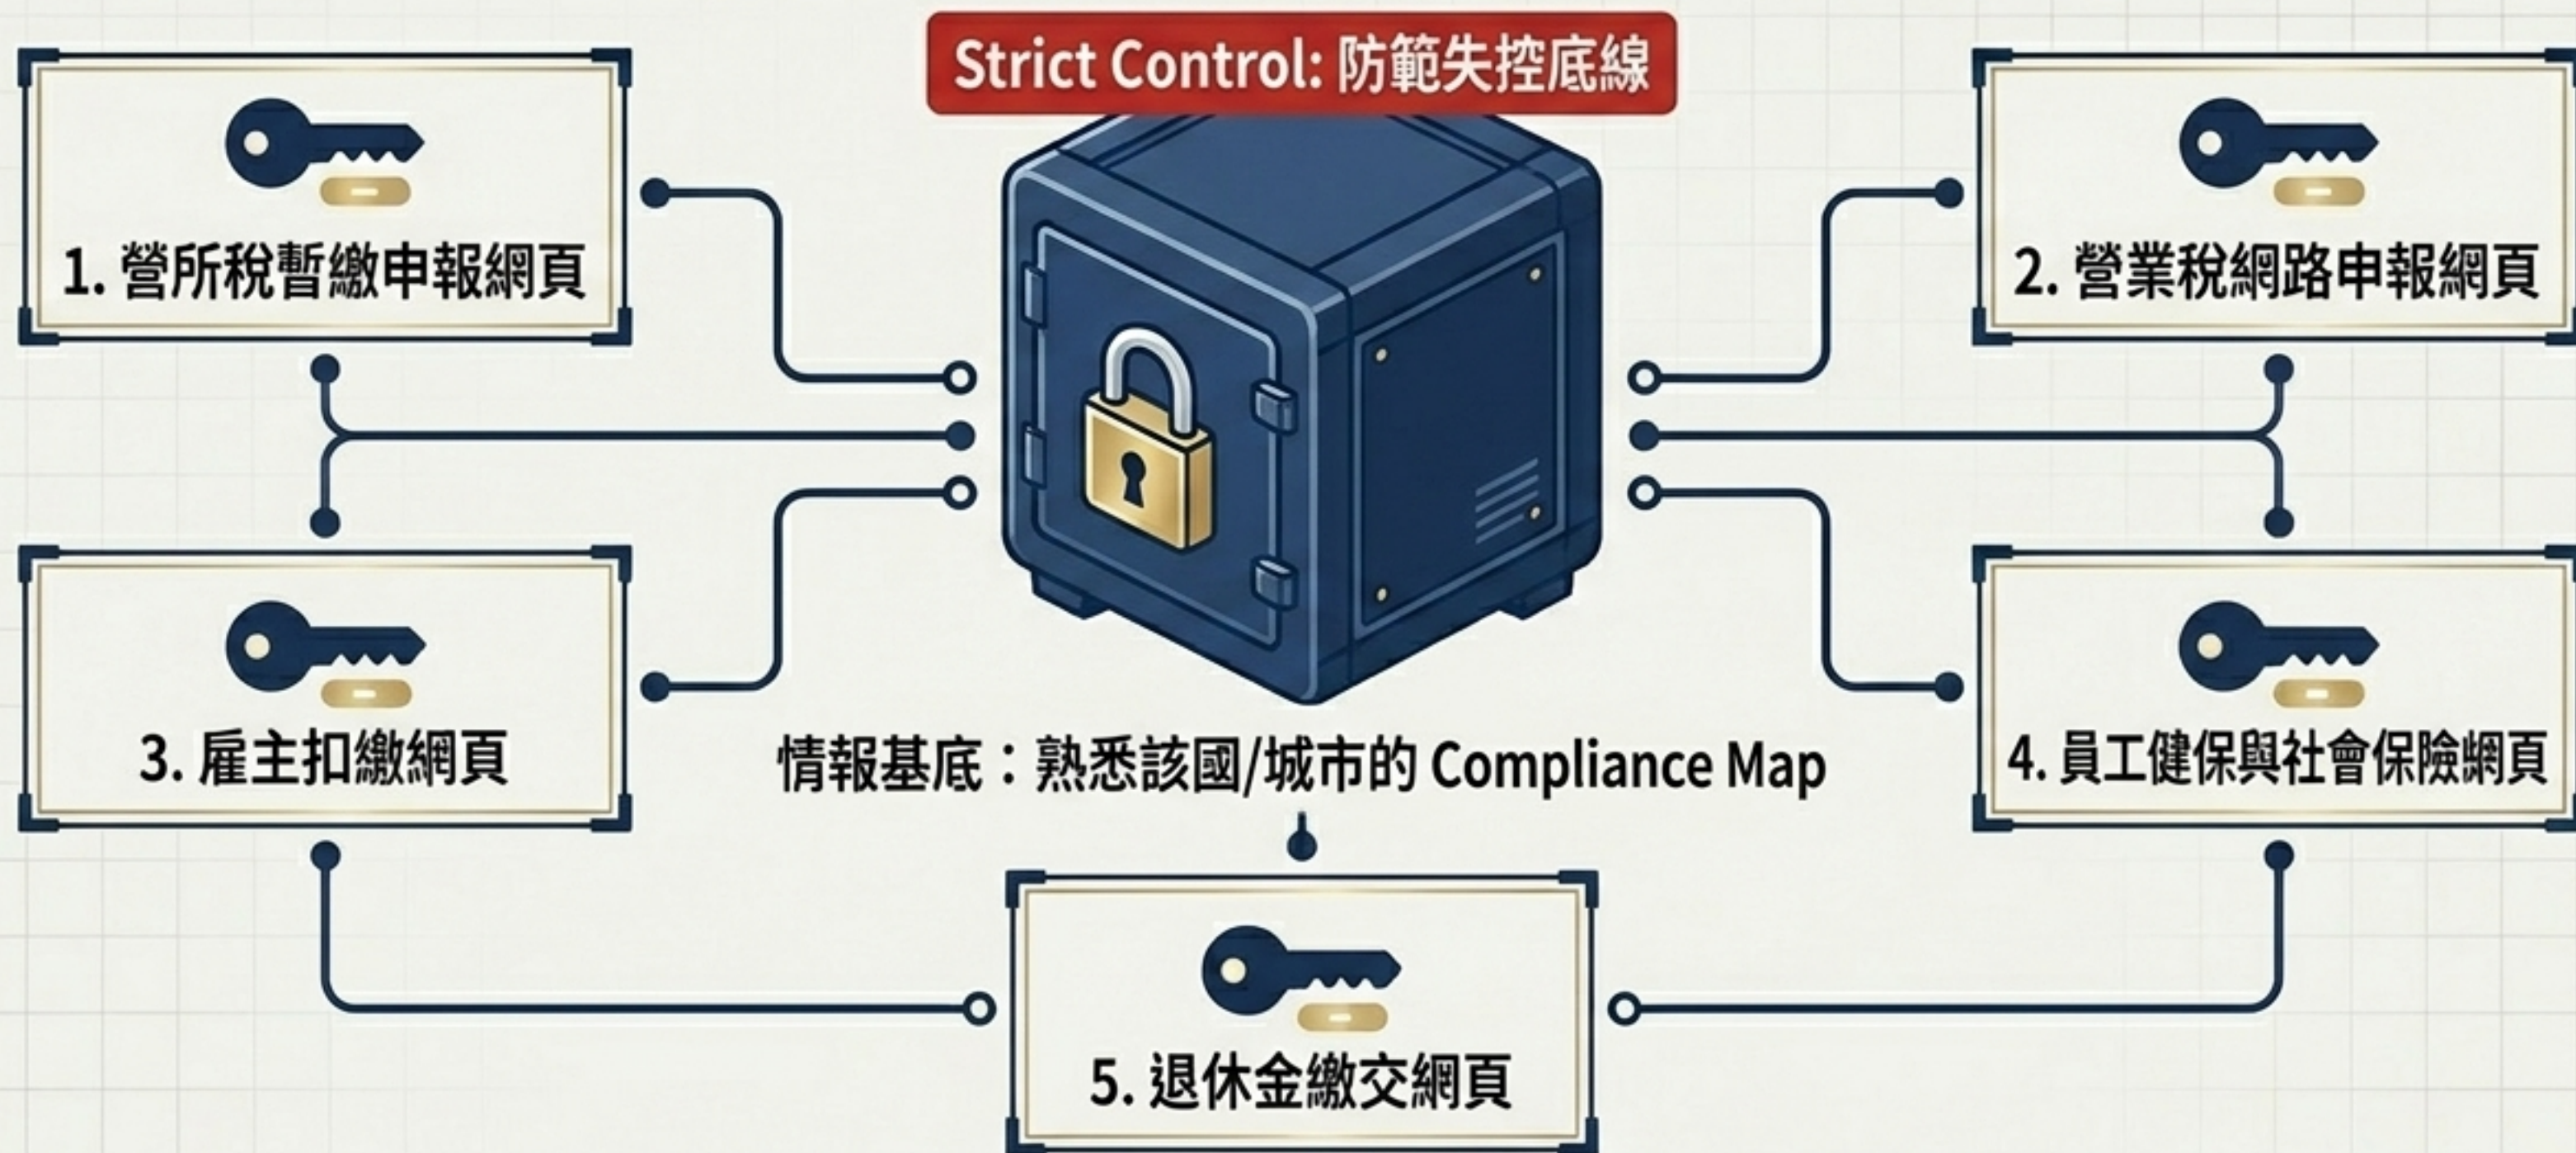 Strict Control: 防範失控底線
1. 營所稅暫繳申報網頁
2. 營業稅網路申報網頁
3. 雇主扣繳網頁
4. 員工健保與社會保險網頁
情報基底：熟悉該國/城市的 Compliance Map
5. 退休金繳交網頁